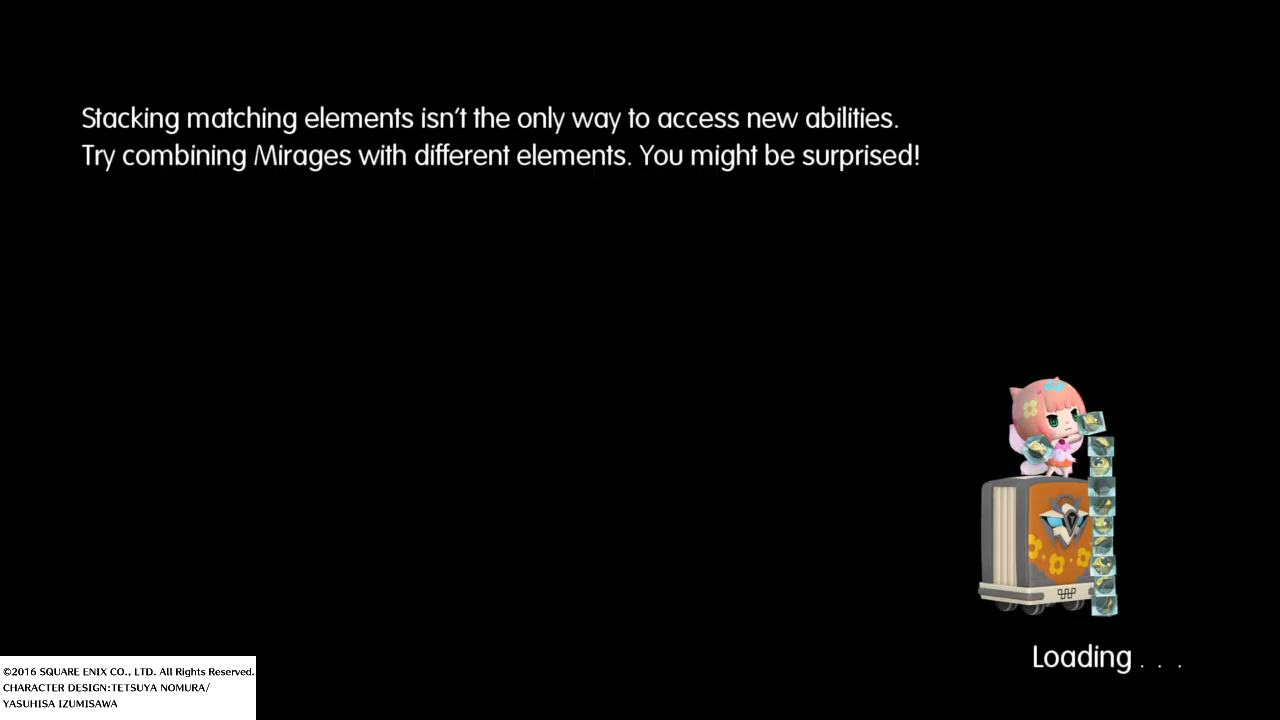 Stacking matching elements isn't the only way to access new abilities.
Try combining Mirages with different elements. You might be surprised!
Loading . . .
©2016 SQUARE ENIX CO., LTD. All Rights Reserved.
CHARACTER DESIGN:TETSUYA NOMURA/
YASUHISA IZUMISAWA